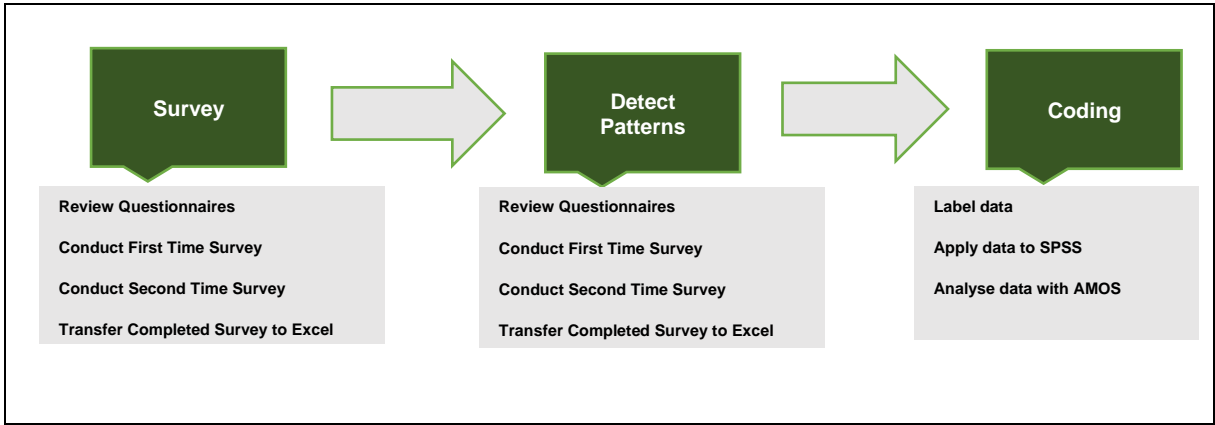 Survey
Review Questionnaires
Conduct First Time Survey
Conduct Second Time Survey
Transfer Completed Survey to Excel
Detect
Patterns
Review Questionnaires
Conduct First Time Survey
Conduct Second Time Survey
Transfer Completed Survey to Excel
Coding
Label data
Apply data to SPSS
Analyse data with AMOS